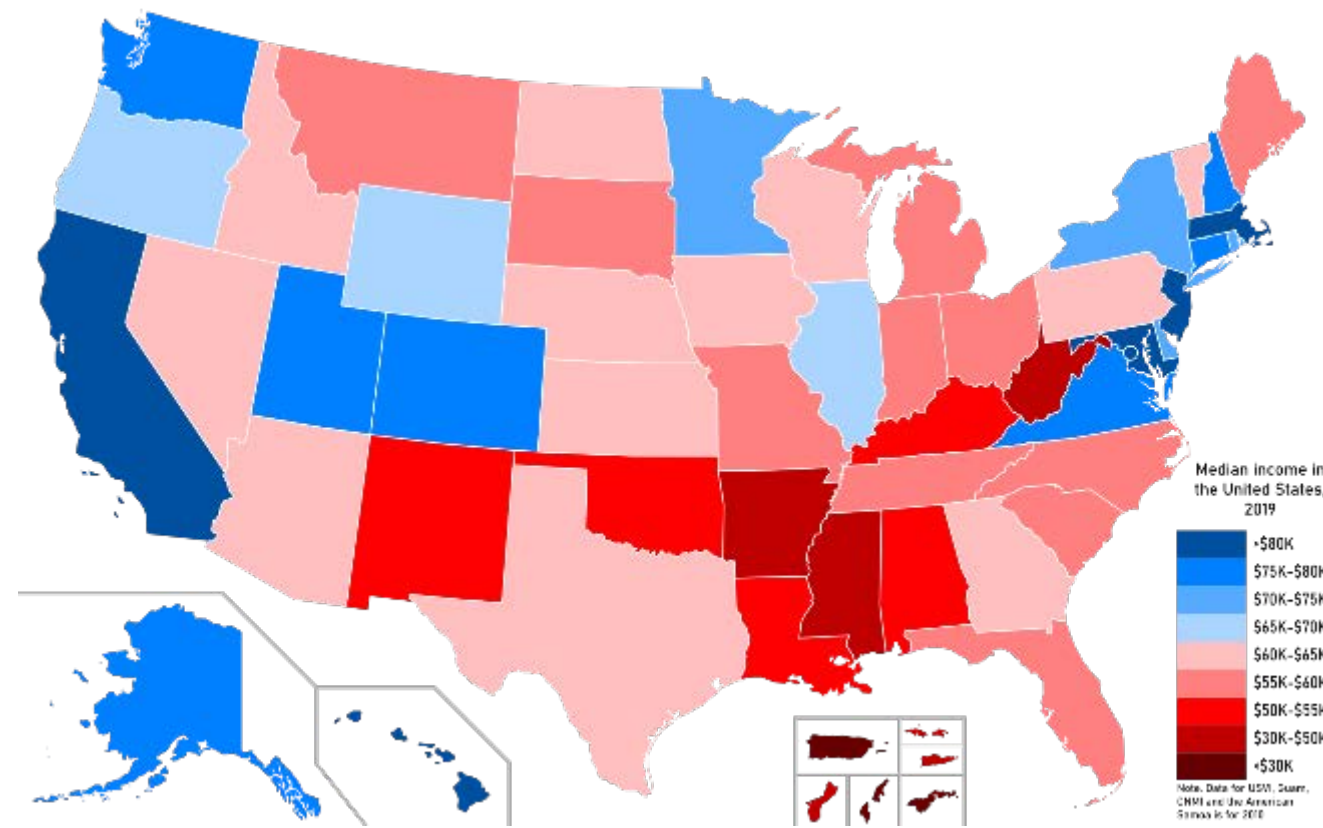 Median income in
the United States,
2019
>$80K
$75K-$80K
$70K-$75K
$65K-$70K
$60K-$65K
$55K-$60K
$50K-$55K
$30K-$50K
<$30K
Note. Data for USVI, Guam,
CNMI and the American
Samoa is for 2010